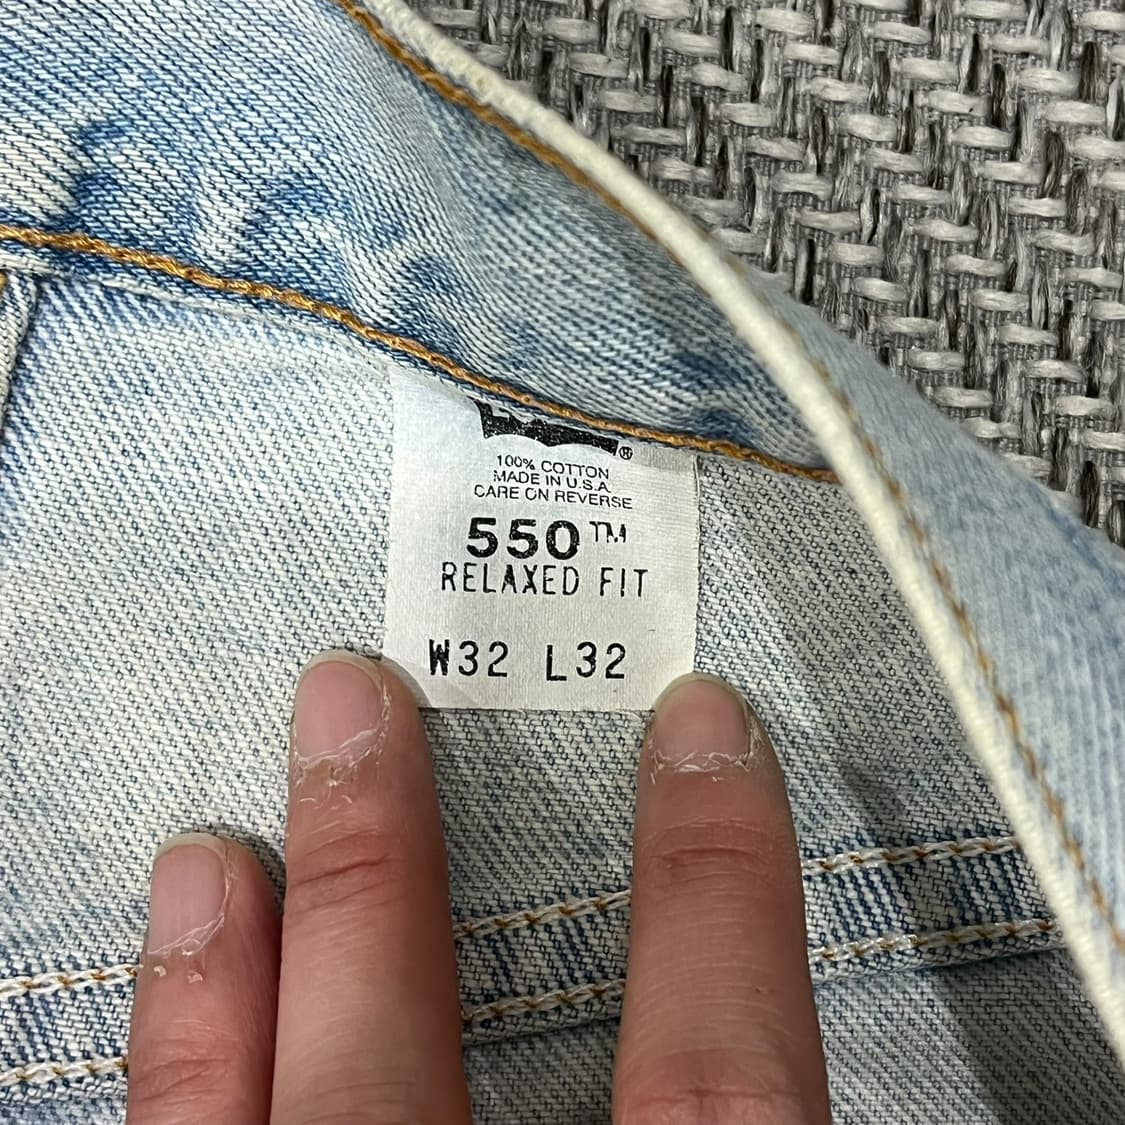 ®
100% COTTON
MADE IN U.S.A.
CARE ON REVERSE
550™
RELAXED FIT
W32 L32